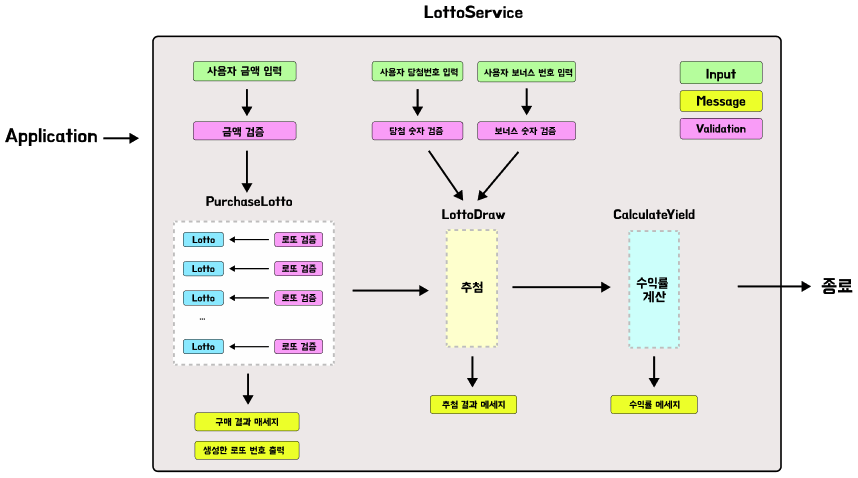 LottoService
Application
사용자 금액 입력
금액 검증
사용자 당첨번호 입력
당첨 숫자 검증
사용자 보너스 번호 입력
보너스 숫자 검증
Input
Message
Validation
PurchaseLotto
Lotto
로또 검증
Lotto
로또 검증
Lotto
로또 검증
...
Lotto
로또 검증
구매 결과 매세지
생성한 로또 번호 출력
LottoDraw
추첨
추첨 결과 메세지
CalculateYield
수익률
계산
수익률 메세지
종료